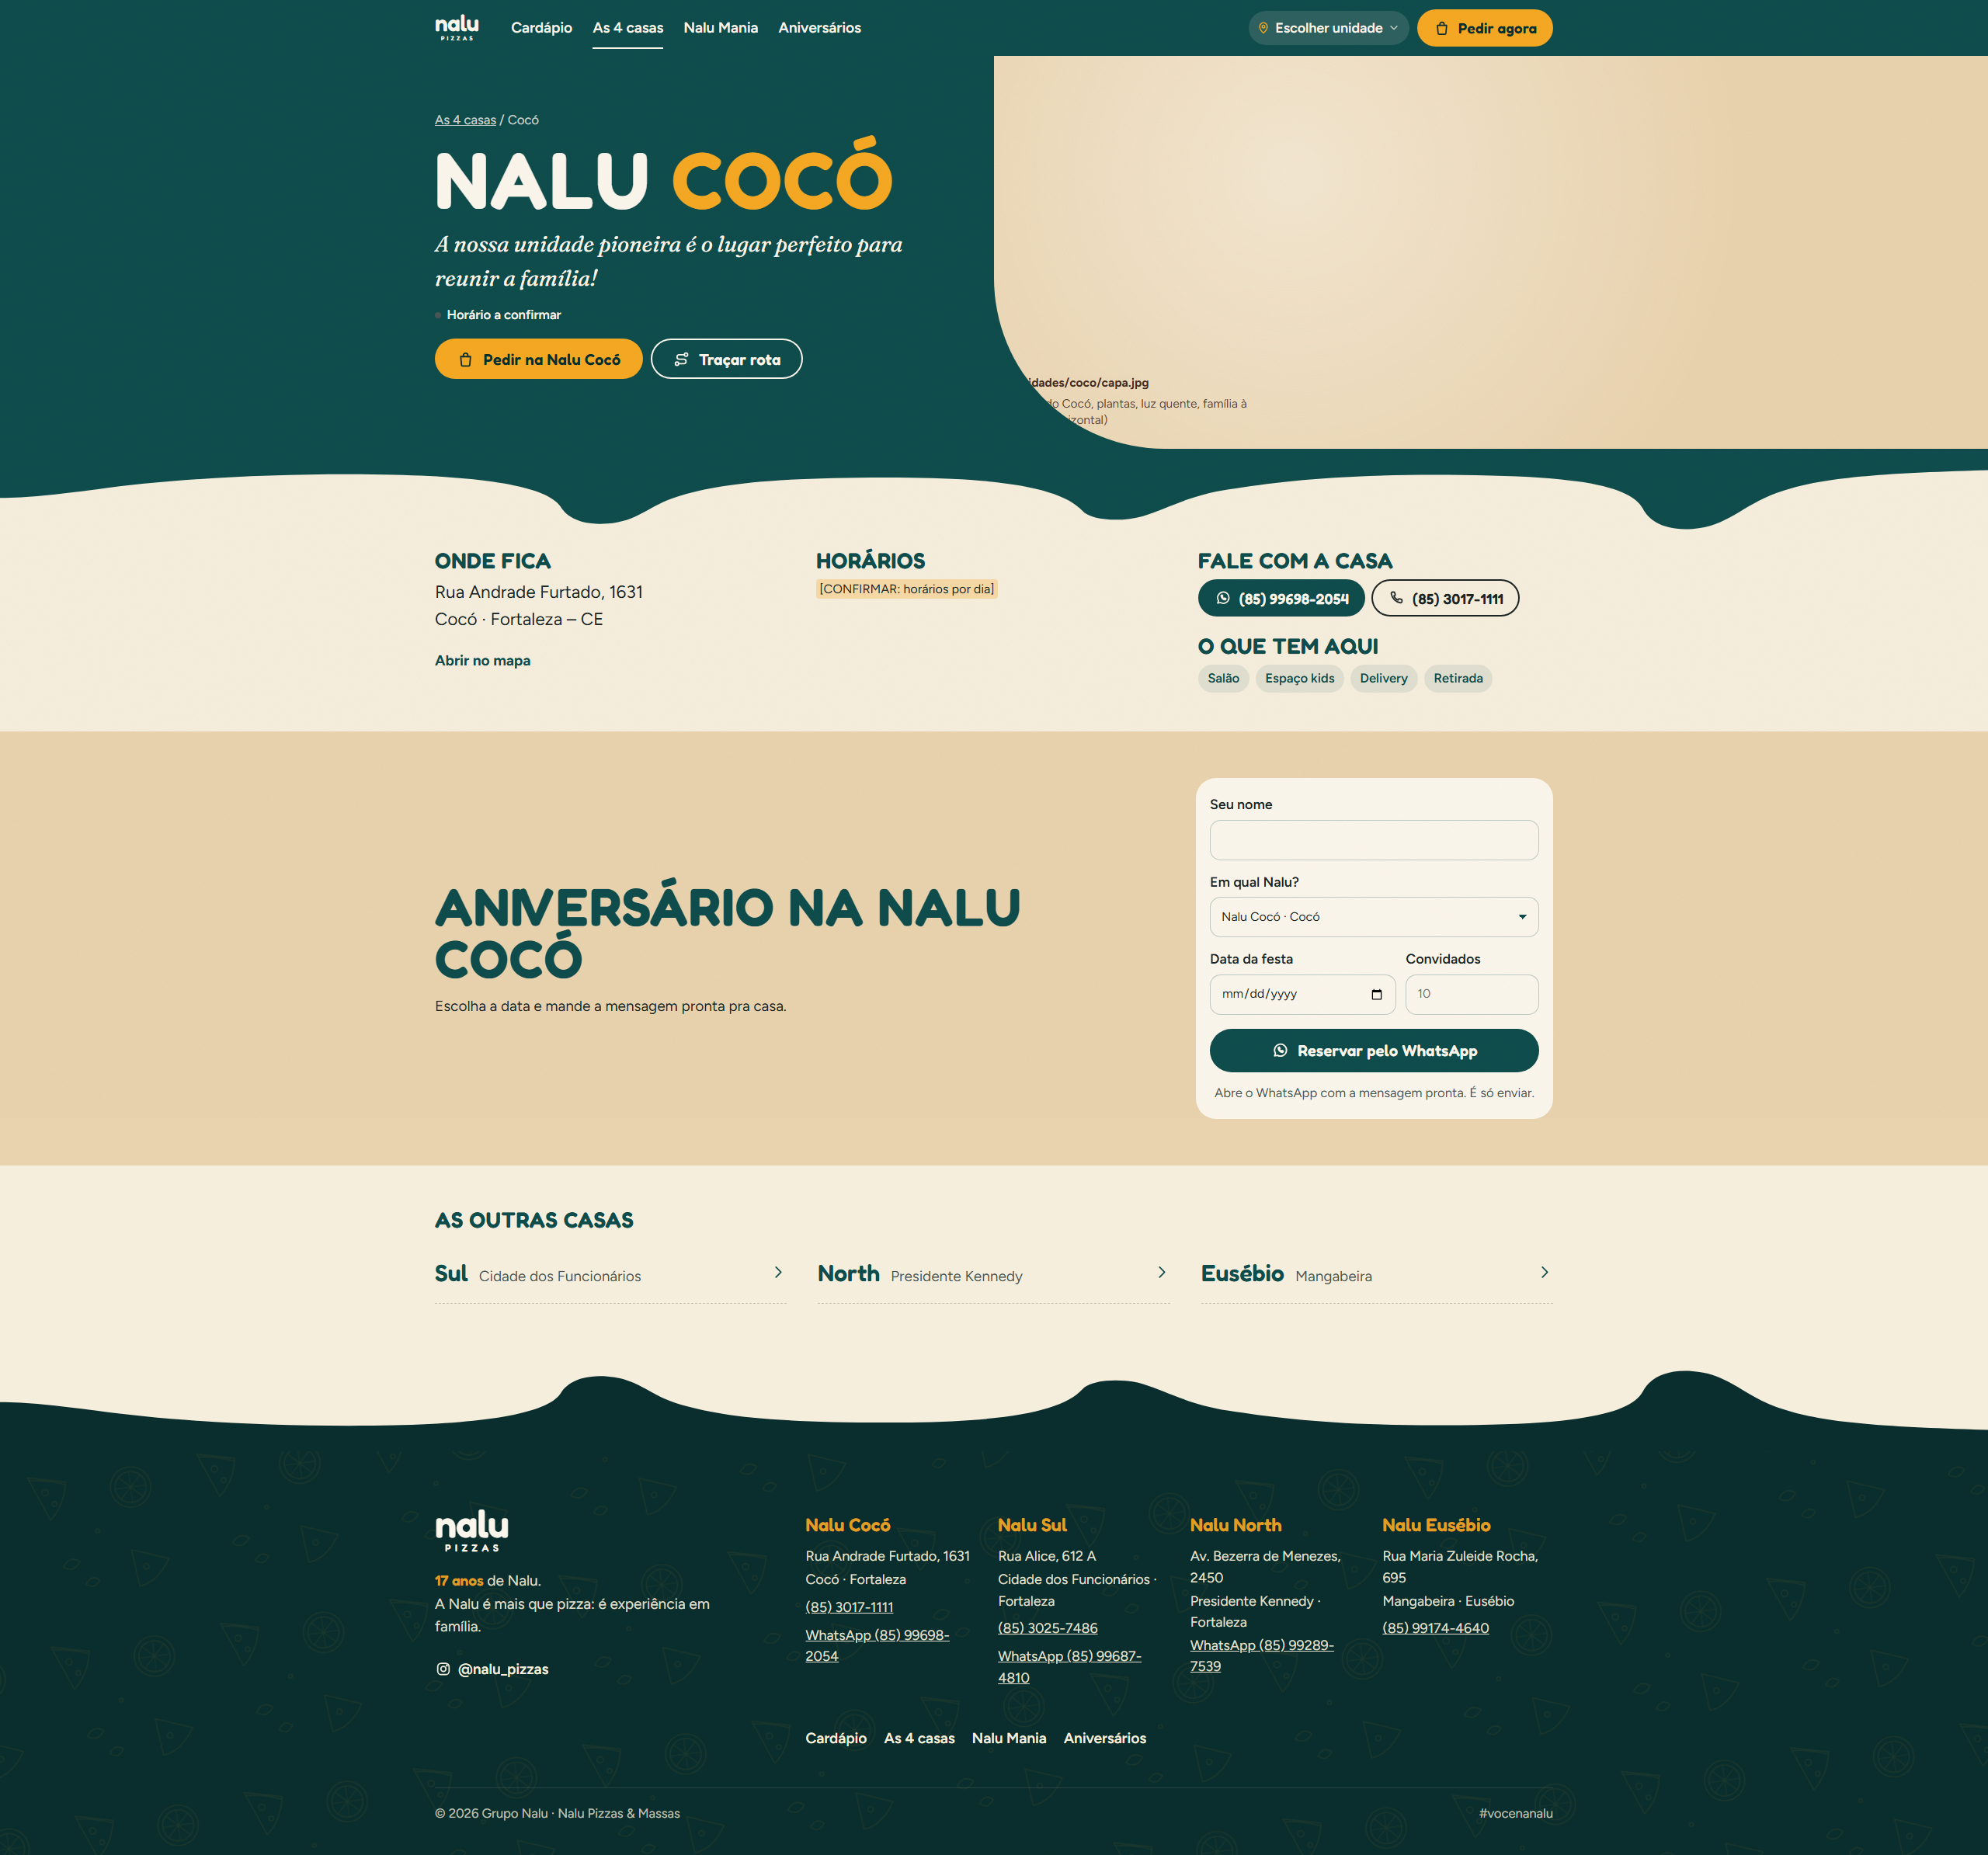 nalu
PIZZAS
Cardápio
As 4 casas
Nalu Mania
Aniversários
Escolher unidade
Pedir agora
As 4 casas / Cocó
NALU COCÓ
A nossa unidade pioneira é o lugar perfeito para
reunir a família!
Horário a confirmar
Pedir na Nalu Cocó
Traçar rota
idades/coco/capa.jpg
do Cocó, plantas, luz quente, família à
izontal)
ONDE FICA
Rua Andrade Furtado, 1631
Cocó · Fortaleza – CE
Abrir no mapa
HORÁRIOS
[CONFIRMAR: horários por dia]
FALE COM A CASA
(85) 99698-2054
(85) 3017-1111
O QUE TEM AQUI
Salão
Espaço kids
Delivery
Retirada
ANIVERSÁRIO NA NALU
COCÓ
Escolha a data e mande a mensagem pronta pra casa.
Seu nome
Em qual Nalu?
Nalu Cocó · Cocó
Data da festa
Convidados
mm/dd/yyyy
10
Reservar pelo WhatsApp
Abre o WhatsApp com a mensagem pronta. É só enviar.
AS OUTRAS CASAS
Sul Cidade dos Funcionários
North Presidente Kennedy
Eusébio Mangabeira
nalu
PIZZAS
17 anos de Nalu.
A Nalu é mais que pizza: é experiência em
família.
@nalu_pizzas
Nalu Cocó
Rua Andrade Furtado, 1631
Cocó · Fortaleza
(85) 3017-1111
WhatsApp (85) 99698-
2054
Nalu Sul
Rua Alice, 612 A
Cidade dos Funcionários ·
Fortaleza
(85) 3025-7486
WhatsApp (85) 99687-
4810
Nalu North
Av. Bezerra de Menezes,
2450
Presidente Kennedy ·
Fortaleza
WhatsApp (85) 99289-
7539
Nalu Eusébio
Rua Maria Zuleide Rocha,
695
Mangabeira · Eusébio
(85) 99174-4640
Cardápio
As 4 casas
Nalu Mania
Aniversários
© 2026 Grupo Nalu · Nalu Pizzas & Massas
#vocenanalu